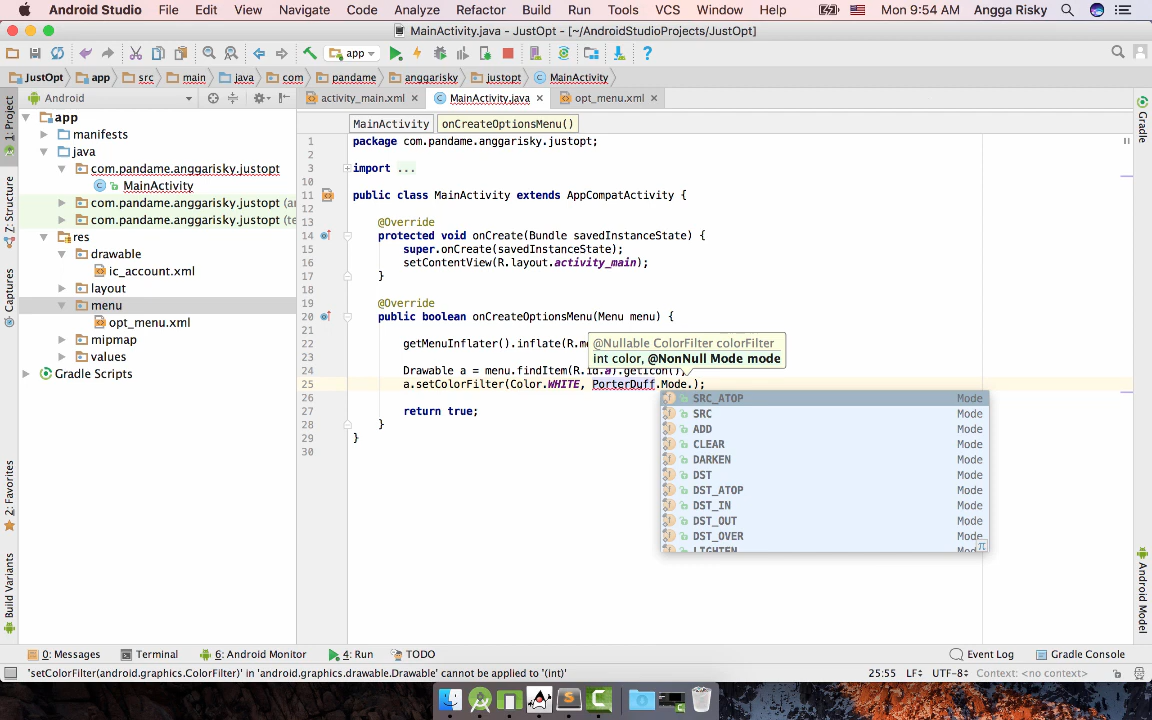 Android Studio File Edit View Navigate Code Analyze Refactor Build Run Tools VCS Window Help Mon 9:54 AM Angga Risky
MainActivity.java - JustOpt - [~/AndroidStudioProjects/JustOpt]
app
JustOpt app src main java com pandame anggarisky justopt MainActivity
Android
activity_main.xml MainActivity.java opt_menu.xml
1: Project
Z: Structure
Captures
2: Favorites
Build Variants
Gradle
Android Model
app
manifests
java
com.pandame.anggarisky.justopt
MainActivity
com.pandame.anggarisky.justopt (a
com.pandame.anggarisky.justopt (te
res
drawable
ic_account.xml
layout
menu
opt_menu.xml
mipmap
values
Gradle Scripts
MainActivity onCreateOptionsMenu()
1 package com.pandame.anggarisky.justopt;
2
3 import ...
10
11 public class MainActivity extends AppCompatActivity {
12
13 @Override
14 protected void onCreate(Bundle savedInstanceState) {
15 super.onCreate(savedInstanceState);
16 setContentView(R.layout.activity_main);
17 }
18
19 @Override
20 public boolean onCreateOptionsMenu(Menu menu) {
21
22 getMenuInflater().inflate(R.m
@Nullable ColorFilter colorFilter
int color, @NonNull Mode mode
23
24 Drawable a = menu.findItem(R.id.a).getIcon();
25 a.setColorFilter(Color.WHITE, PorterDuff.Mode.);
26
27 return true;
28 }
29 }
30
SRC_ATOP Mode
SRC Mode
ADD Mode
CLEAR Mode
DARKEN Mode
DST Mode
DST_ATOP Mode
DST_IN Mode
DST_OUT Mode
DST_OVER Mode
LIGHTEN Mode
π
0: Messages Terminal 6: Android Monitor 4: Run TODO Event Log Gradle Console
'setColorFilter(android.graphics.ColorFilter)' in 'android.graphics.drawable.Drawable' cannot be applied to '(int)' 25:55 LF UTF-8 Context: <no context>